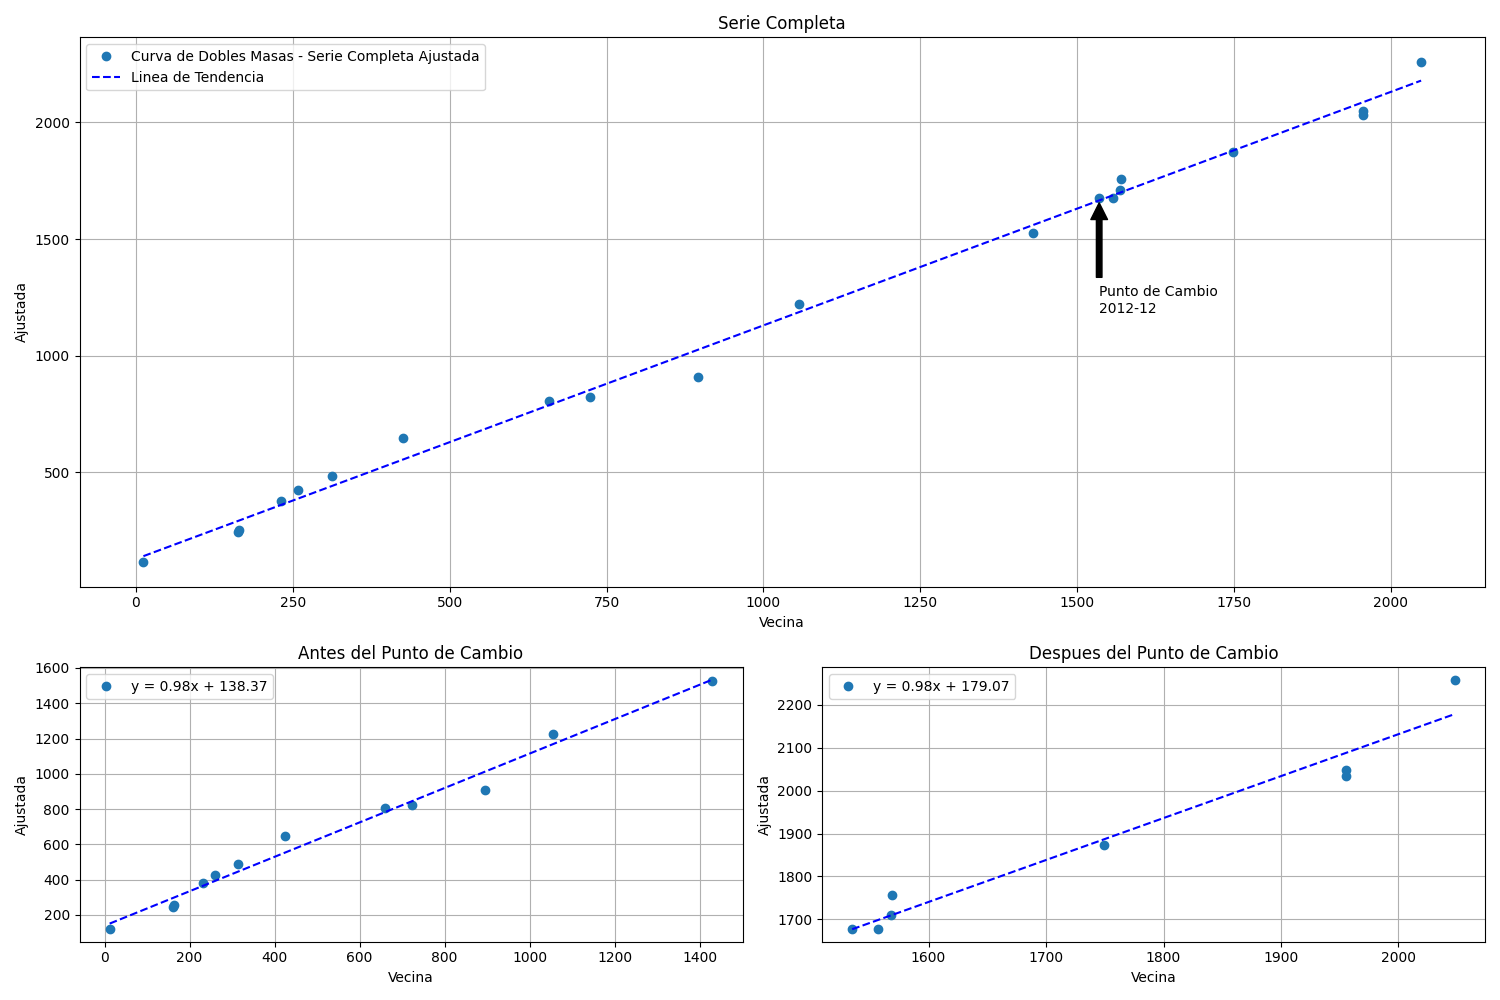 Serie Completa
Curva de Dobles Masas - Serie Completa Ajustada
Linea de Tendencia
2000
1500
1000
500
Ajustada
Punto de Cambio
2012-12
0 250 500 750 1000 1250 1500 1750 2000
Vecina
Antes del Punto de Cambio
y = 0.98x + 138.37
1600
1400
1200
1000
800
600
400
200
Ajustada
0 200 400 600 800 1000 1200 1400
Vecina
Despues del Punto de Cambio
y = 0.98x + 179.07
2200
2100
2000
1900
1800
1700
Ajustada
1600 1700 1800 1900 2000
Vecina